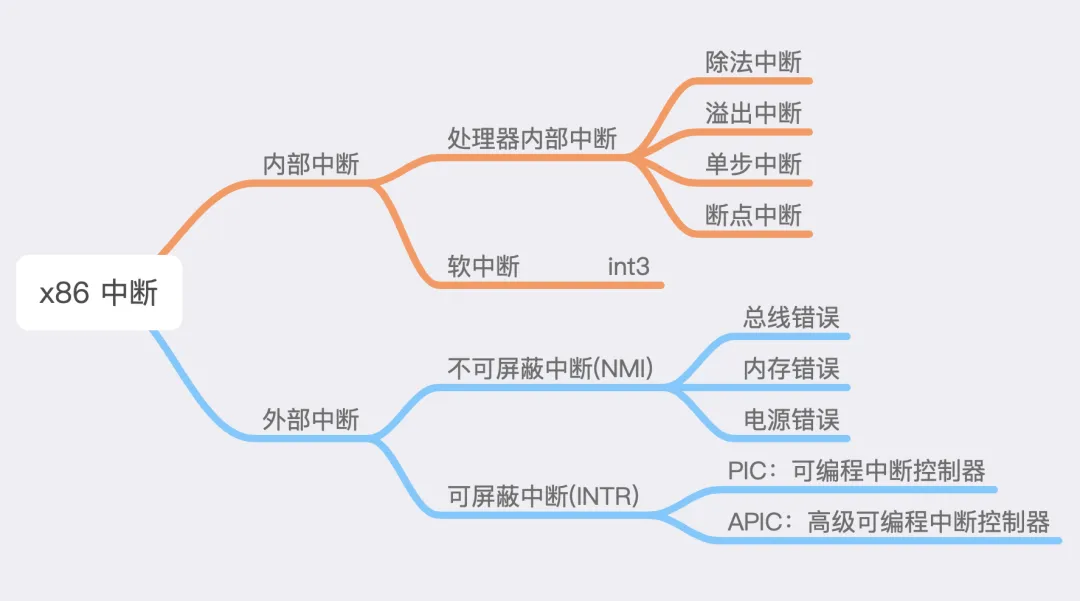 x86 中断
内部中断
处理器内部中断
除法中断
溢出中断
单步中断
断点中断
软中断
int3
外部中断
不可屏蔽中断(NMI)
总线错误
内存错误
电源错误
可屏蔽中断(INTR)
PIC：可编程中断控制器
APIC：高级可编程中断控制器